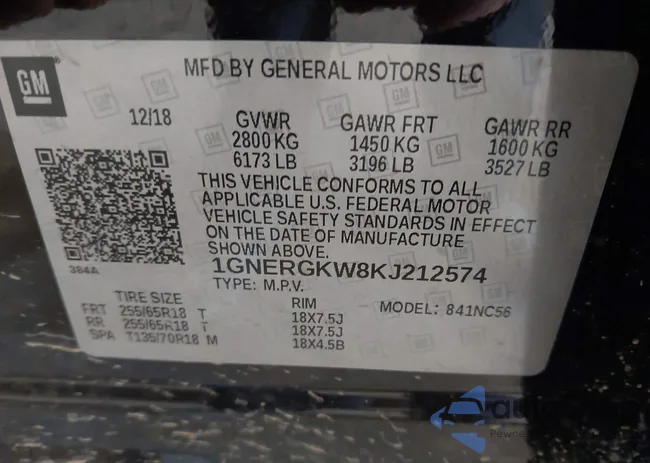 GM
MFD BY GENERAL MOTORS LLC
12/18
GVWR GAWR FRT GAWR RR
2800 KG 1450 KG 1600 KG
6173 LB 3196 LB 3527 LB
THIS VEHICLE CONFORMS TO ALL
APPLICABLE U.S. FEDERAL MOTOR
VEHICLE SAFETY STANDARDS IN EFFECT
ON THE DATE OF MANUFACTURE
SHOWN ABOVE.
384A
1GNERGKW8KJ212574
TYPE: M.P.V.
TIRE SIZE RIM MODEL: 841NC56
FRT 255/65R18 T 18X7.5J
RR 255/65R18 T 18X7.5J
SPA T135/70R18 M 18X4.5B